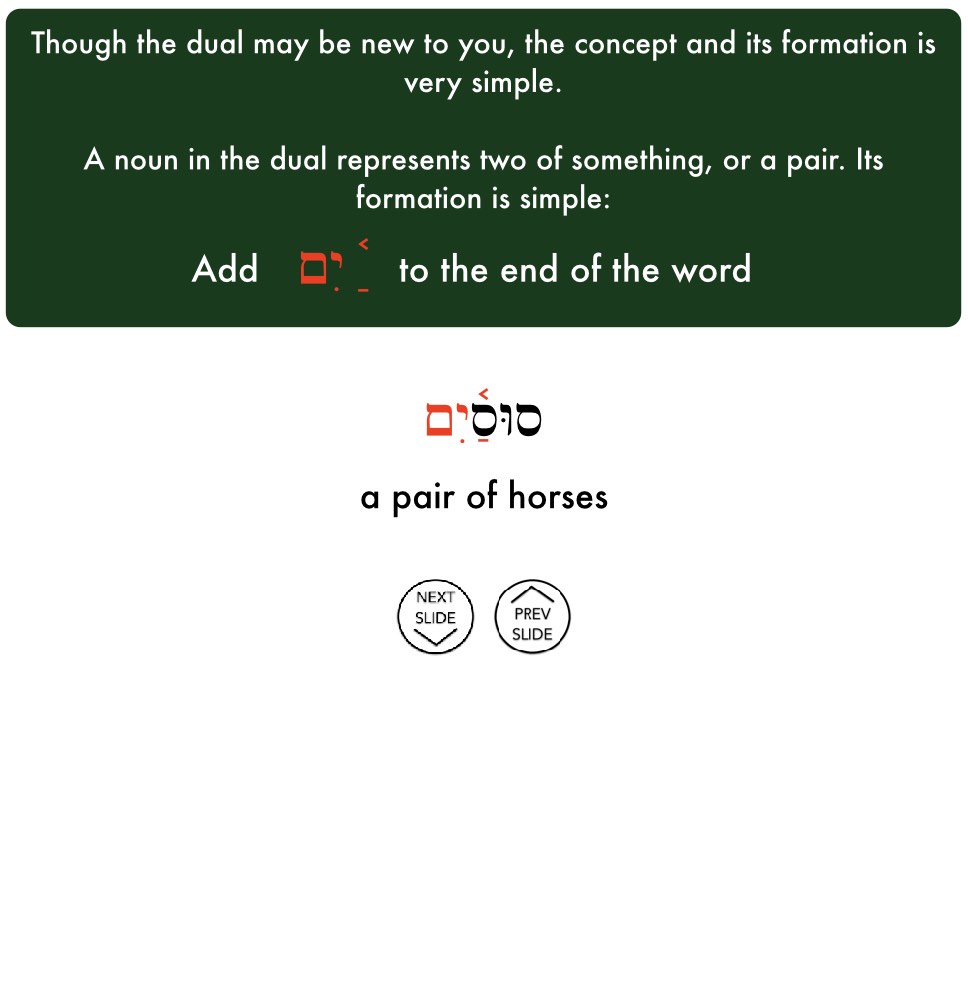 Though the dual may be new to you, the concept and its formation is
very simple.
A noun in the dual represents two of something, or a pair. Its
formation is simple:
Add ַ֫יִם to the end of the word
סוּסַ֫יִם
a pair of horses
NEXT
SLIDE
PREV
SLIDE